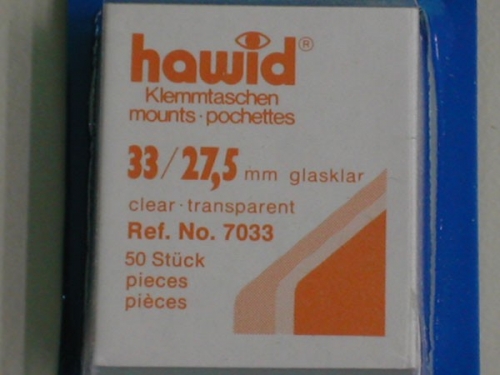 hawid®
Klemmtaschen
mounts · pochettes
33/27,5 mm glasklar
clear · transparent
Ref. No. 7033
50 Stück
pieces
pièces